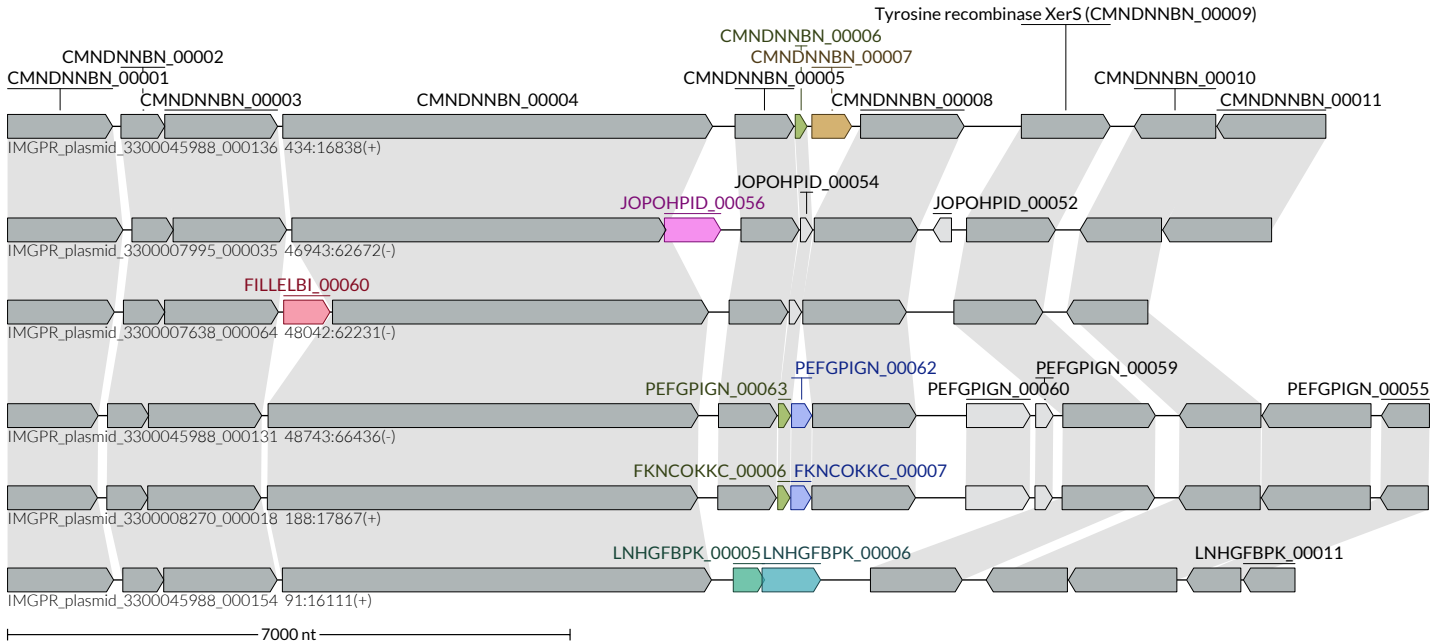 Tyrosine recombinase XerS (CMNDNNBN_00009)
CMNDNNBN_00006
CMNDNNBN_00002
CMNDNNBN_00007
CMNDNNBN_00001
CMNDNNBN_00005
CMNDNNBN_00010
CMNDNNBN_00003
CMNDNNBN_00004
CMNDNNBN_00008
CMNDNNBN_00011
IMGPR_plasmid_3300045988_000136 434:16838(+)
JOPOHPID_00054
JOPOHPID_00056
JOPOHPID_00052
IMGPR_plasmid_3300007995_000035 46943:62672(-)
FILLELBI_00060
IMGPR_plasmid_3300007638_000064 48042:62231(-)
PEFGPIGN_00062
PEFGPIGN_00059
PEFGPIGN_00063
PEFGPIGN_00060
PEFGPIGN_00055
IMGPR_plasmid_3300045988_000131 48743:66436(-)
FKNCOKKC_00006
FKNCOKKC_00007
IMGPR_plasmid_3300008270_000018 188:17867(+)
LNHGFBPK_00005
LNHGFBPK_00006
LNHGFBPK_00011
IMGPR_plasmid_3300045988_000154 91:16111(+)
7000 nt